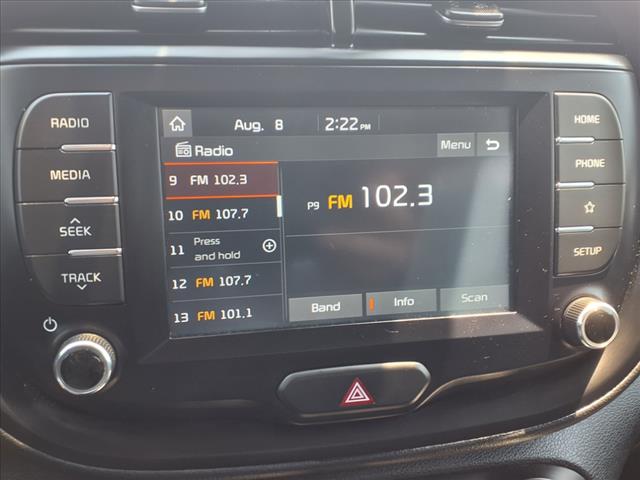 RADIO
MEDIA
SEEK
TRACK
Aug. 8 2:22 PM
Radio Menu
9 FM 102.3
10 FM 107.7
11 Press and hold
12 FM 107.7
13 FM 101.1
P9 FM 102.3
Band Info Scan
HOME
PHONE
SETUP